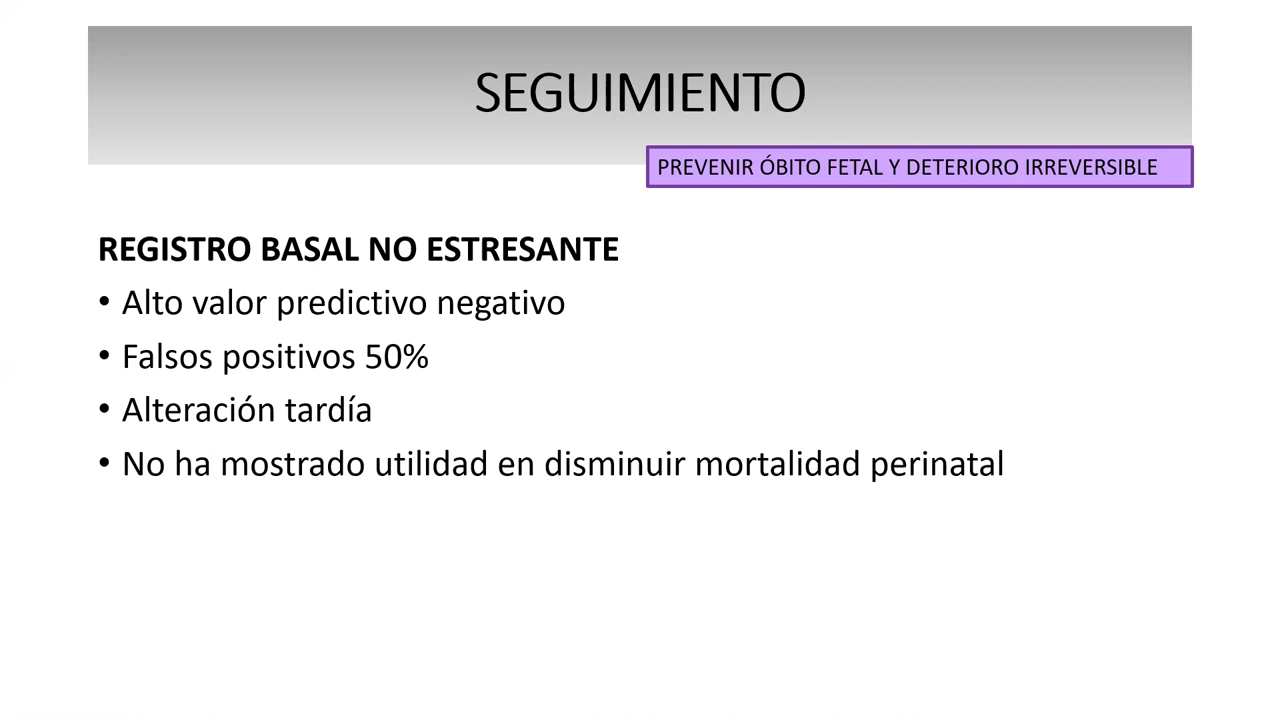 SEGUIMIENTO
PREVENIR ÓBITO FETAL Y DETERIORO IRREVERSIBLE
REGISTRO BASAL NO ESTRESANTE
• Alto valor predictivo negativo
• Falsos positivos 50%
• Alteración tardía
• No ha mostrado utilidad en disminuir mortalidad perinatal